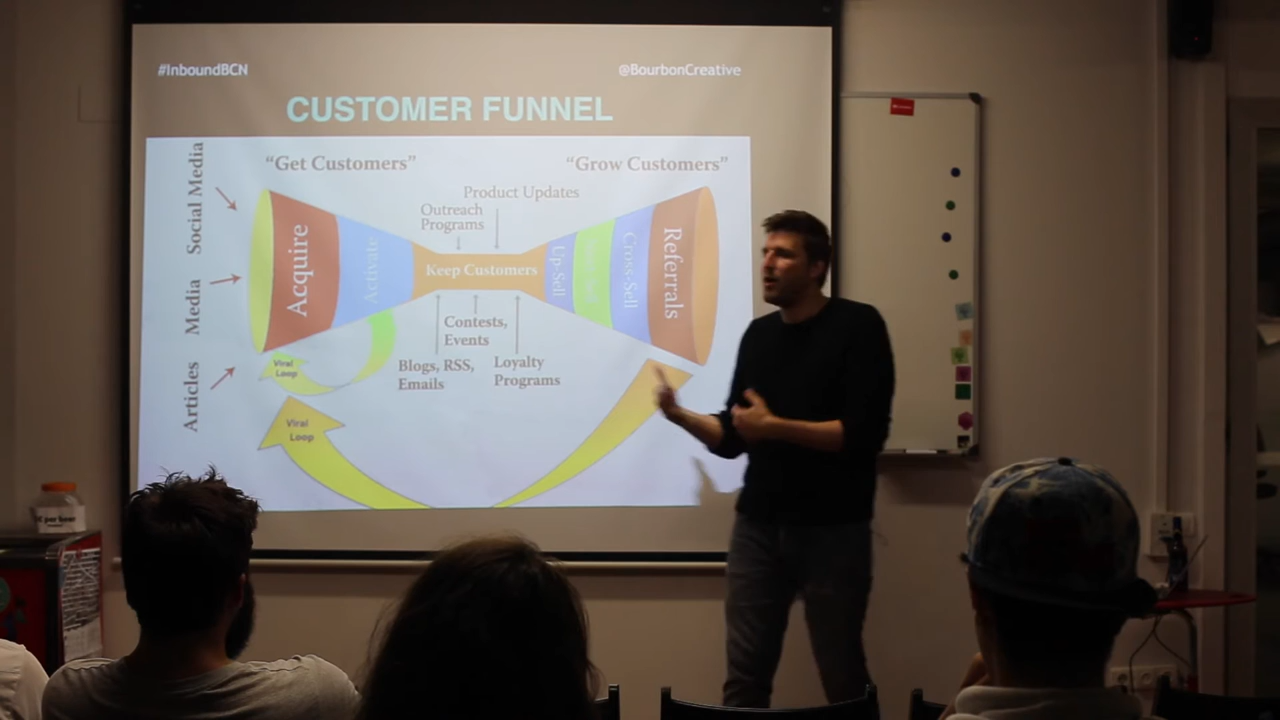 #InboundBCN
@BourbonCreative
CUSTOMER FUNNEL
“Get Customers”
“Grow Customers”
Social Media
Media
Articles
Product Updates
Outreach
Programs
Acquire
Activate
Keep Customers
Up-Sell
Cross-Sell
Referrals
Contests,
Events
Blogs, RSS,
Emails
Loyalty
Programs
Viral
Loop
Viral
Loop